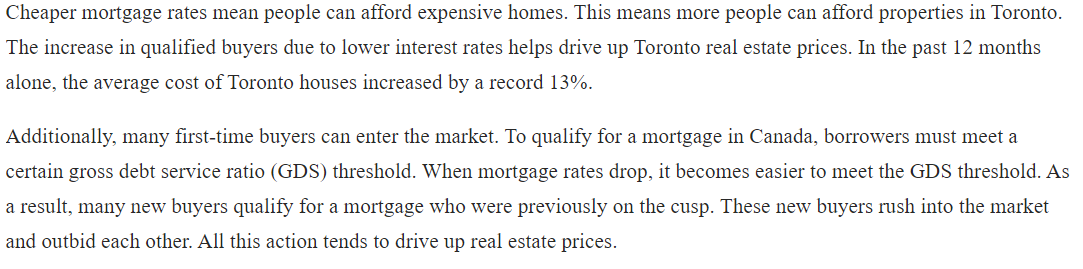 Cheaper mortgage rates mean people can afford expensive homes. This means more people can afford properties in Toronto.
The increase in qualified buyers due to lower interest rates helps drive up Toronto real estate prices. In the past 12 months
alone, the average cost of Toronto houses increased by a record 13%.
Additionally, many first-time buyers can enter the market. To qualify for a mortgage in Canada, borrowers must meet a
certain gross debt service ratio (GDS) threshold. When mortgage rates drop, it becomes easier to meet the GDS threshold. As
a result, many new buyers qualify for a mortgage who were previously on the cusp. These new buyers rush into the market
and outbid each other. All this action tends to drive up real estate prices.